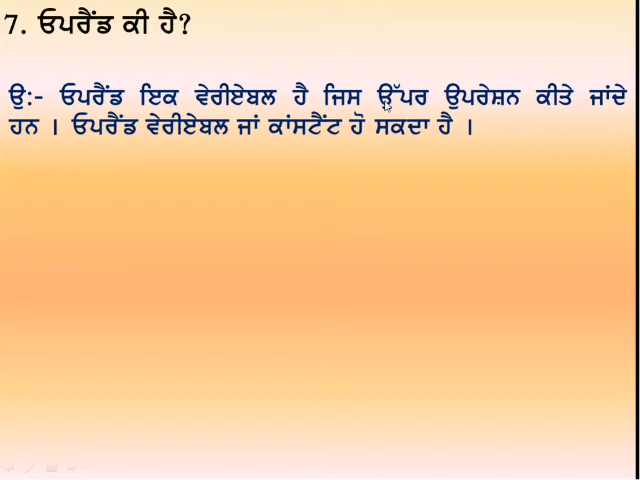 7. ਓਪਰੈਂਡ ਕੀ ਹੈ?
ਉ:- ਓਪਰੈਂਡ ਇਕ ਵੇਰੀਏਬਲ ਹੈ ਜਿਸ ਉੱਪਰ ਉਪਰੇਸ਼ਨ ਕੀਤੇ ਜਾਂਦੇ
ਹਨ । ਓਪਰੈਂਡ ਵੇਰੀਏਬਲ ਜਾਂ ਕਾਂਸਟੈਂਟ ਹੋ ਸਕਦਾ ਹੈ ।